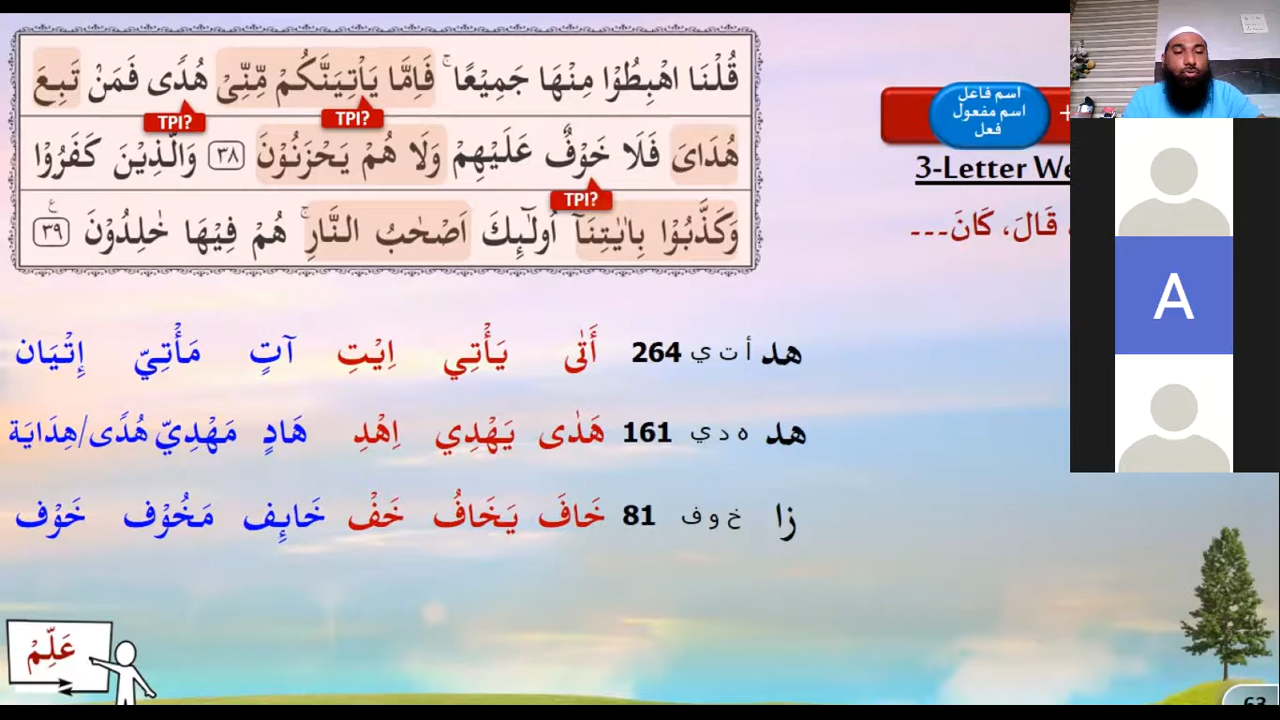 قُلْنَا اهْبِطُوْا مِنْهَا جَمِيْعًا ۚ فَاِمَّا يَاْتِيَنَّكُمْ مِّنِّىْ هُدًى فَمَنْ تَبِعَ
TPI? TPI?
هُدَاىَ فَلَا خَوْفٌ عَلَيْهِمْ وَلَا هُمْ يَحْزَنُوْنَ ٣٨ وَالَّذِيْنَ كَفَرُوْا
TPI?
وَكَذَّبُوْا بِاٰيٰتِنَآ اُولٰٓئِكَ اَصْحٰبُ النَّارِ ۚ هُمْ فِيْهَا خٰلِدُوْنَ ٣٩ ع
اسم فاعل
اسم مفعول
فعل
+
3-Letter We
قَالَ، كَانَ...
هد أ ت ي 264 أَتٰى يَأْتِي اِيْتِ آتٍ مَأْتِيّ إِتْيَان
هد ه د ي 161 هَدٰى يَهْدِي اِهْدِ هَادٍ مَهْدِيّ هُدًى/هِدَايَة
زا خ و ف 81 خَافَ يَخَافُ خَفْ خَائِف مَخُوْف خَوْف
عَلِّمْ
A
63